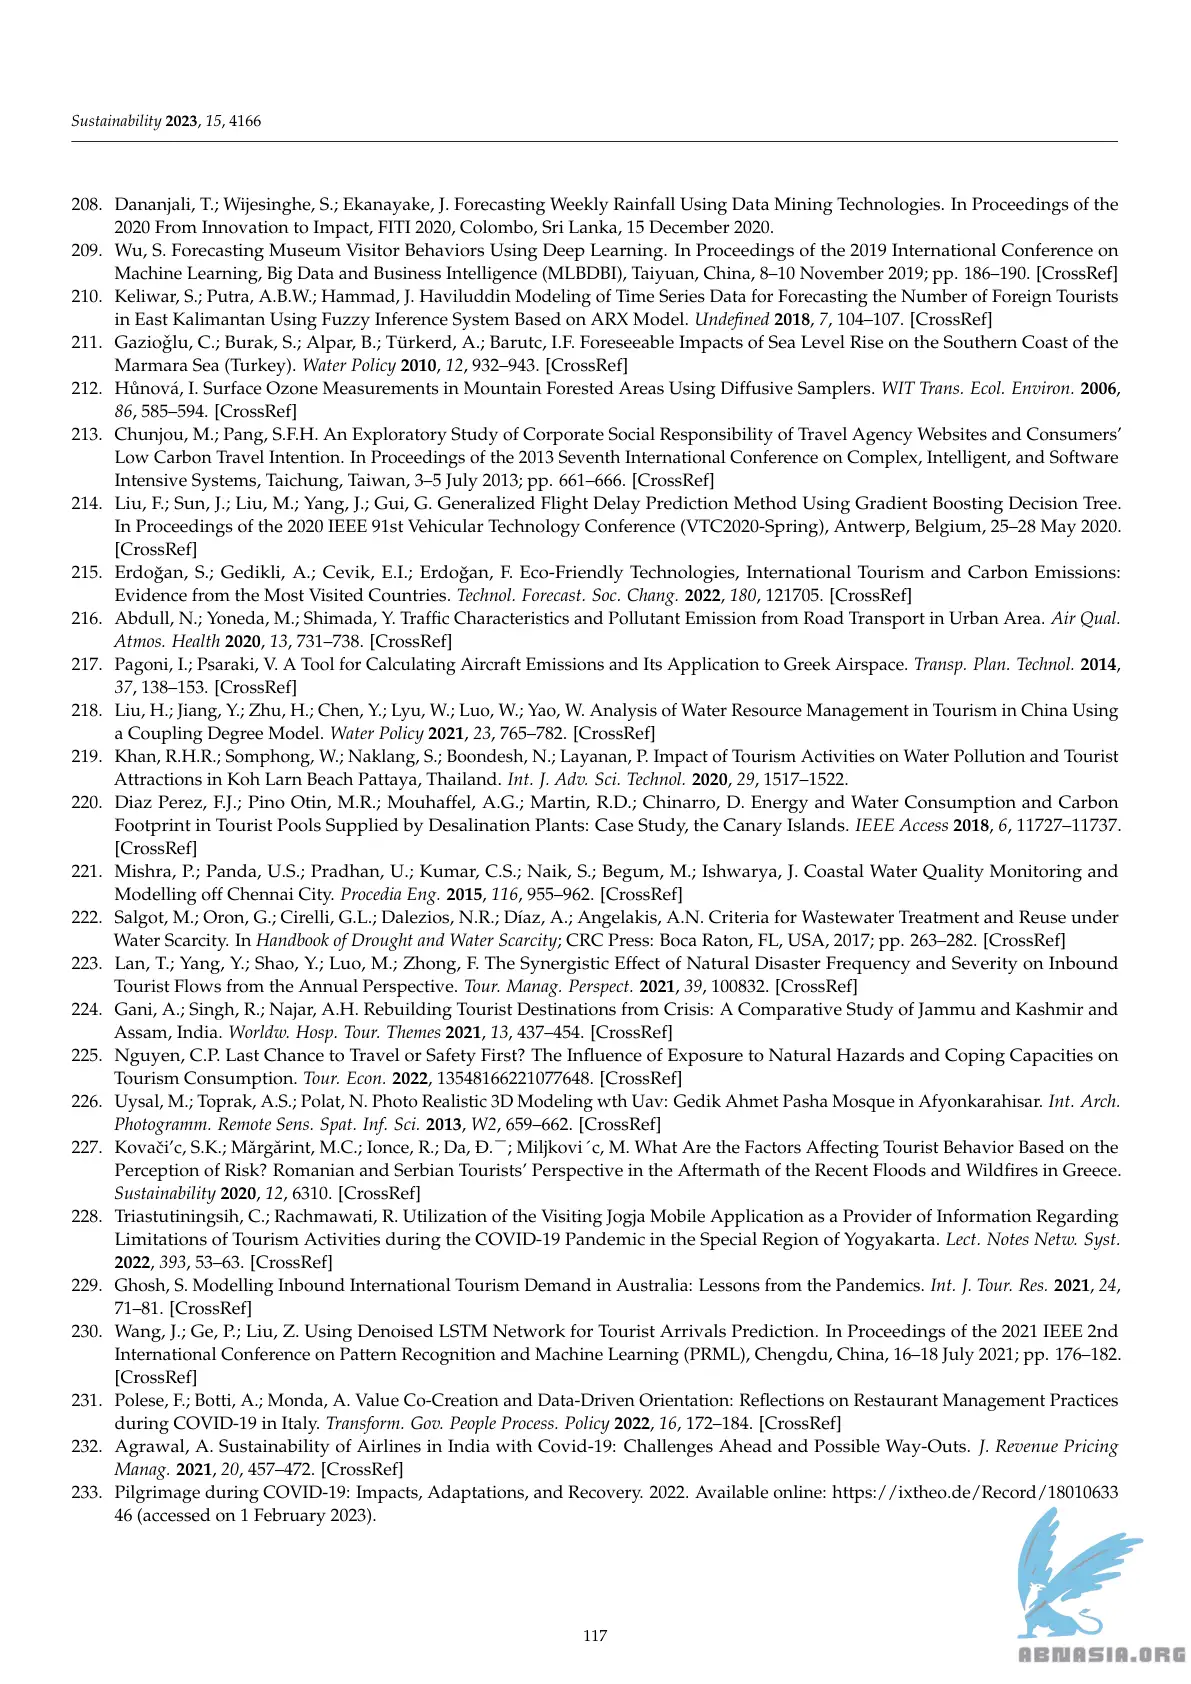 Sustainability 2023, 15, 4166
208. Dananjali, T.; Wijesinghe, S.; Ekanayake, J. Forecasting Weekly Rainfall Using Data Mining Technologies. In Proceedings of the
2020 From Innovation to Impact, FITI 2020, Colombo, Sri Lanka, 15 December 2020.
209. Wu, S. Forecasting Museum Visitor Behaviors Using Deep Learning. In Proceedings of the 2019 International Conference on
Machine Learning, Big Data and Business Intelligence (MLBDBI), Taiyuan, China, 8–10 November 2019; pp. 186–190. [CrossRef]
210. Keliwar, S.; Putra, A.B.W.; Hammad, J. Haviluddin Modeling of Time Series Data for Forecasting the Number of Foreign Tourists
in East Kalimantan Using Fuzzy Inference System Based on ARX Model. Undefined 2018, 7, 104–107. [CrossRef]
211. Gazioğlu, C.; Burak, S.; Alpar, B.; Türkerd, A.; Barutc, I.F. Foreseeable Impacts of Sea Level Rise on the Southern Coast of the
Marmara Sea (Turkey). Water Policy 2010, 12, 932–943. [CrossRef]
212. Hůnová, I. Surface Ozone Measurements in Mountain Forested Areas Using Diffusive Samplers. WIT Trans. Ecol. Environ. 2006,
86, 585–594. [CrossRef]
213. Chunjou, M.; Pang, S.F.H. An Exploratory Study of Corporate Social Responsibility of Travel Agency Websites and Consumers’
Low Carbon Travel Intention. In Proceedings of the 2013 Seventh International Conference on Complex, Intelligent, and Software
Intensive Systems, Taichung, Taiwan, 3–5 July 2013; pp. 661–666. [CrossRef]
214. Liu, F.; Sun, J.; Liu, M.; Yang, J.; Gui, G. Generalized Flight Delay Prediction Method Using Gradient Boosting Decision Tree.
In Proceedings of the 2020 IEEE 91st Vehicular Technology Conference (VTC2020-Spring), Antwerp, Belgium, 25–28 May 2020.
[CrossRef]
215. Erdoğan, S.; Gedikli, A.; Cevik, E.I.; Erdoğan, F. Eco-Friendly Technologies, International Tourism and Carbon Emissions:
Evidence from the Most Visited Countries. Technol. Forecast. Soc. Chang. 2022, 180, 121705. [CrossRef]
216. Abdull, N.; Yoneda, M.; Shimada, Y. Traffic Characteristics and Pollutant Emission from Road Transport in Urban Area. Air Qual.
Atmos. Health 2020, 13, 731–738. [CrossRef]
217. Pagoni, I.; Psaraki, V. A Tool for Calculating Aircraft Emissions and Its Application to Greek Airspace. Transp. Plan. Technol. 2014,
37, 138–153. [CrossRef]
218. Liu, H.; Jiang, Y.; Zhu, H.; Chen, Y.; Lyu, W.; Luo, W.; Yao, W. Analysis of Water Resource Management in Tourism in China Using
a Coupling Degree Model. Water Policy 2021, 23, 765–782. [CrossRef]
219. Khan, R.H.R.; Somphong, W.; Naklang, S.; Boondesh, N.; Layanan, P. Impact of Tourism Activities on Water Pollution and Tourist
Attractions in Koh Larn Beach Pattaya, Thailand. Int. J. Adv. Sci. Technol. 2020, 29, 1517–1522.
220. Diaz Perez, F.J.; Pino Otin, M.R.; Mouhaffel, A.G.; Martin, R.D.; Chinarro, D. Energy and Water Consumption and Carbon
Footprint in Tourist Pools Supplied by Desalination Plants: Case Study, the Canary Islands. IEEE Access 2018, 6, 11727–11737.
[CrossRef]
221. Mishra, P.; Panda, U.S.; Pradhan, U.; Kumar, C.S.; Naik, S.; Begum, M.; Ishwarya, J. Coastal Water Quality Monitoring and
Modelling off Chennai City. Procedia Eng. 2015, 116, 955–962. [CrossRef]
222. Salgot, M.; Oron, G.; Cirelli, G.L.; Dalezios, N.R.; Díaz, A.; Angelakis, A.N. Criteria for Wastewater Treatment and Reuse under
Water Scarcity. In Handbook of Drought and Water Scarcity; CRC Press: Boca Raton, FL, USA, 2017; pp. 263–282. [CrossRef]
223. Lan, T.; Yang, Y.; Shao, Y.; Luo, M.; Zhong, F. The Synergistic Effect of Natural Disaster Frequency and Severity on Inbound
Tourist Flows from the Annual Perspective. Tour. Manag. Perspect. 2021, 39, 100832. [CrossRef]
224. Gani, A.; Singh, R.; Najar, A.H. Rebuilding Tourist Destinations from Crisis: A Comparative Study of Jammu and Kashmir and
Assam, India. Worldw. Hosp. Tour. Themes 2021, 13, 437–454. [CrossRef]
225. Nguyen, C.P. Last Chance to Travel or Safety First? The Influence of Exposure to Natural Hazards and Coping Capacities on
Tourism Consumption. Tour. Econ. 2022, 13548166221077648. [CrossRef]
226. Uysal, M.; Toprak, A.S.; Polat, N. Photo Realistic 3D Modeling wth Uav: Gedik Ahmet Pasha Mosque in Afyonkarahisar. Int. Arch.
Photogramm. Remote Sens. Spat. Inf. Sci. 2013, W2, 659–662. [CrossRef]
227. Kovači’c, S.K.; Mărgărint, M.C.; Ionce, R.; Da, Đ.¯; Miljkovi´c, M. What Are the Factors Affecting Tourist Behavior Based on the
Perception of Risk? Romanian and Serbian Tourists’ Perspective in the Aftermath of the Recent Floods and Wildfires in Greece.
Sustainability 2020, 12, 6310. [CrossRef]
228. Triastutiningsih, C.; Rachmawati, R. Utilization of the Visiting Jogja Mobile Application as a Provider of Information Regarding
Limitations of Tourism Activities during the COVID-19 Pandemic in the Special Region of Yogyakarta. Lect. Notes Netw. Syst.
2022, 393, 53–63. [CrossRef]
229. Ghosh, S. Modelling Inbound International Tourism Demand in Australia: Lessons from the Pandemics. Int. J. Tour. Res. 2021, 24,
71–81. [CrossRef]
230. Wang, J.; Ge, P.; Liu, Z. Using Denoised LSTM Network for Tourist Arrivals Prediction. In Proceedings of the 2021 IEEE 2nd
International Conference on Pattern Recognition and Machine Learning (PRML), Chengdu, China, 16–18 July 2021; pp. 176–182.
[CrossRef]
231. Polese, F.; Botti, A.; Monda, A. Value Co-Creation and Data-Driven Orientation: Reflections on Restaurant Management Practices
during COVID-19 in Italy. Transform. Gov. People Process. Policy 2022, 16, 172–184. [CrossRef]
232. Agrawal, A. Sustainability of Airlines in India with Covid-19: Challenges Ahead and Possible Way-Outs. J. Revenue Pricing
Manag. 2021, 20, 457–472. [CrossRef]
233. Pilgrimage during COVID-19: Impacts, Adaptations, and Recovery. 2022. Available online: https://ixtheo.de/Record/18010633
46 (accessed on 1 February 2023).
117
ABNASIA.ORG